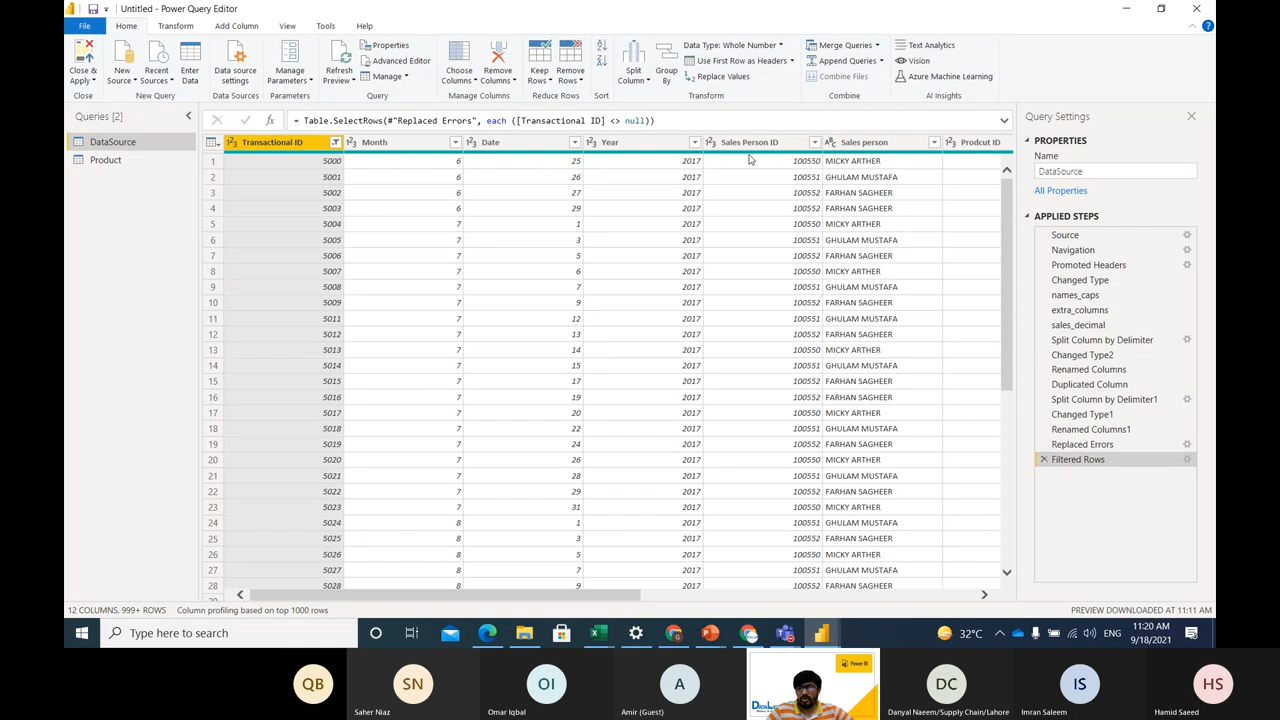 Untitled - Power Query Editor
File Home Transform Add Column View Tools Help
Close & Apply
New Source
Recent Sources
Enter Data
Data source settings
Manage Parameters
Refresh Preview
Properties
Advanced Editor
Manage
Choose Columns
Remove Columns
Keep Rows
Remove Rows
Split Column
Group By
Data Type: Whole Number
Use First Row as Headers
Replace Values
Merge Queries
Append Queries
Combine Files
Text Analytics
Vision
Azure Machine Learning
Close New Query Data Sources Parameters Query Manage Columns Reduce Rows Sort Transform Combine AI Insights
Queries [2]
DataSource
Product
= Table.SelectRows(#"Replaced Errors", each ([Transactional ID] <> null))
Transactional ID Month Date Year Sales Person ID Sales person Prodcut ID
1 5000 6 25 2017 100550 MICKY ARTHER
2 5001 6 26 2017 100551 GHULAM MUSTAFA
3 5002 6 27 2017 100552 FARHAN SAGHEER
4 5003 6 29 2017 100552 FARHAN SAGHEER
5 5004 7 1 2017 100550 MICKY ARTHER
6 5005 7 3 2017 100551 GHULAM MUSTAFA
7 5006 7 5 2017 100552 FARHAN SAGHEER
8 5007 7 6 2017 100550 MICKY ARTHER
9 5008 7 7 2017 100551 GHULAM MUSTAFA
10 5009 7 9 2017 100552 FARHAN SAGHEER
11 5011 7 12 2017 100551 GHULAM MUSTAFA
12 5012 7 13 2017 100552 FARHAN SAGHEER
13 5013 7 14 2017 100550 MICKY ARTHER
14 5014 7 15 2017 100551 GHULAM MUSTAFA
15 5015 7 17 2017 100552 FARHAN SAGHEER
16 5016 7 19 2017 100552 FARHAN SAGHEER
17 5017 7 20 2017 100550 MICKY ARTHER
18 5018 7 22 2017 100551 GHULAM MUSTAFA
19 5019 7 24 2017 100552 FARHAN SAGHEER
20 5020 7 26 2017 100550 MICKY ARTHER
21 5021 7 28 2017 100551 GHULAM MUSTAFA
22 5022 7 29 2017 100552 FARHAN SAGHEER
23 5023 7 31 2017 100550 MICKY ARTHER
24 5024 8 1 2017 100551 GHULAM MUSTAFA
25 5025 8 3 2017 100552 FARHAN SAGHEER
26 5026 8 5 2017 100550 MICKY ARTHER
27 5027 8 7 2017 100551 GHULAM MUSTAFA
28 5028 8 9 2017 100552 FARHAN SAGHEER
Query Settings
PROPERTIES
Name
DataSource
All Properties
APPLIED STEPS
Source
Navigation
Promoted Headers
Changed Type
names_caps
extra_columns
sales_decimal
Split Column by Delimiter
Changed Type2
Renamed Columns
Duplicated Column
Split Column by Delimiter1
Changed Type1
Renamed Columns1
Replaced Errors
Filtered Rows
12 COLUMNS, 999+ ROWS Column profiling based on top 1000 rows
PREVIEW DOWNLOADED AT 11:11 AM
Type here to search
32°C
ENG
11:20 AM
9/18/2021
QB
SN
Saher Niaz
OI
Omar Iqbal
A
Amir (Guest)
Power BI
DC
Danyal Naeem/Supply Chain/Lahore
IS
Imran Saleem
HS
Hamid Saeed